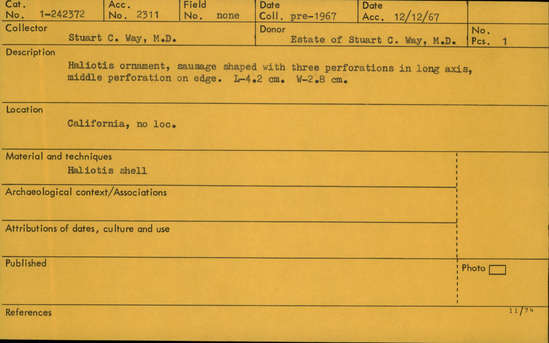 Cat. No. 1-242372 Acc. No. 2311 Field No. none Date Coll. pre-1967 Date Acc. 12/12/67
Collector Stuart C. Way, M.D. Donor Estate of Stuart C. Way, M.D. No. Pcs. 1
Description
Haliotis ornament, sausage shaped with three perforations in long axis,
middle perforation on edge. L-4.2 cm. W-2.8 cm.
Location
California, no loc.
Material and techniques
Haliotis shell
Archaeological context/Associations
Attributions of dates, culture and use
Published
Photo
References
11/74